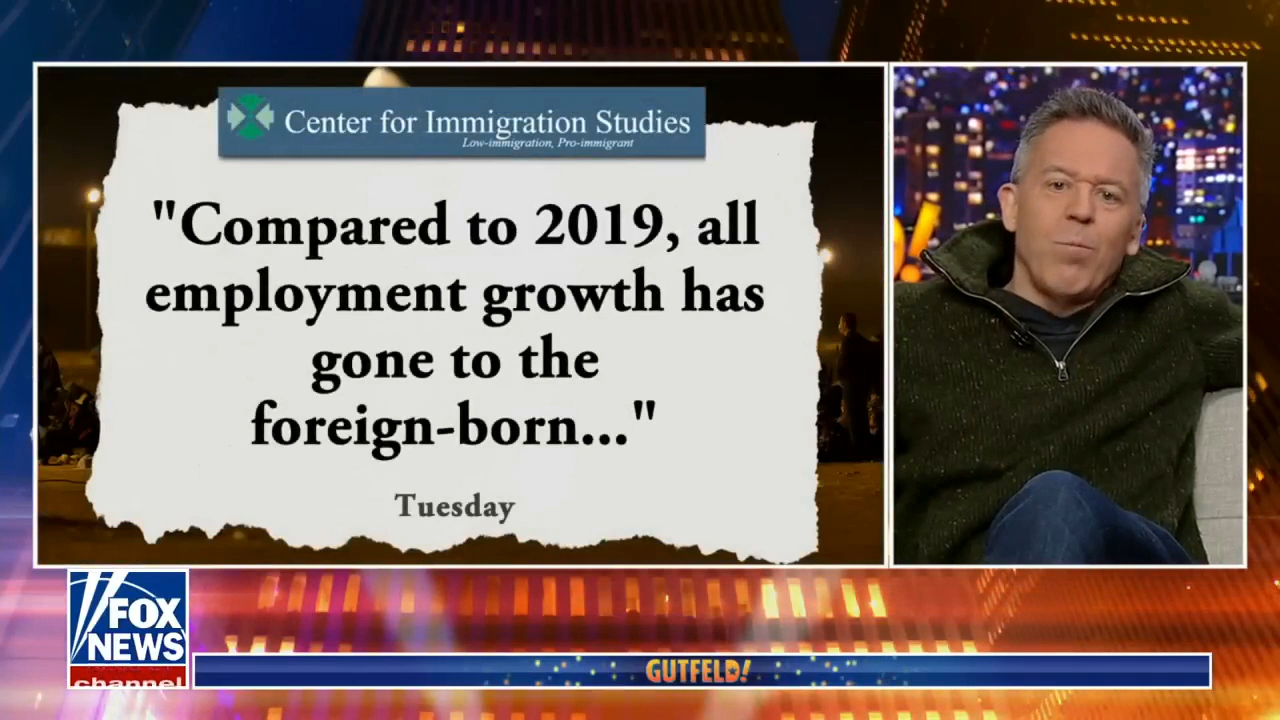 Center for Immigration Studies
Low-immigration, Pro-immigrant
"Compared to 2019, all
employment growth has
gone to the
foreign-born..."
Tuesday
FOX
NEWS
channel
GUTFELD!